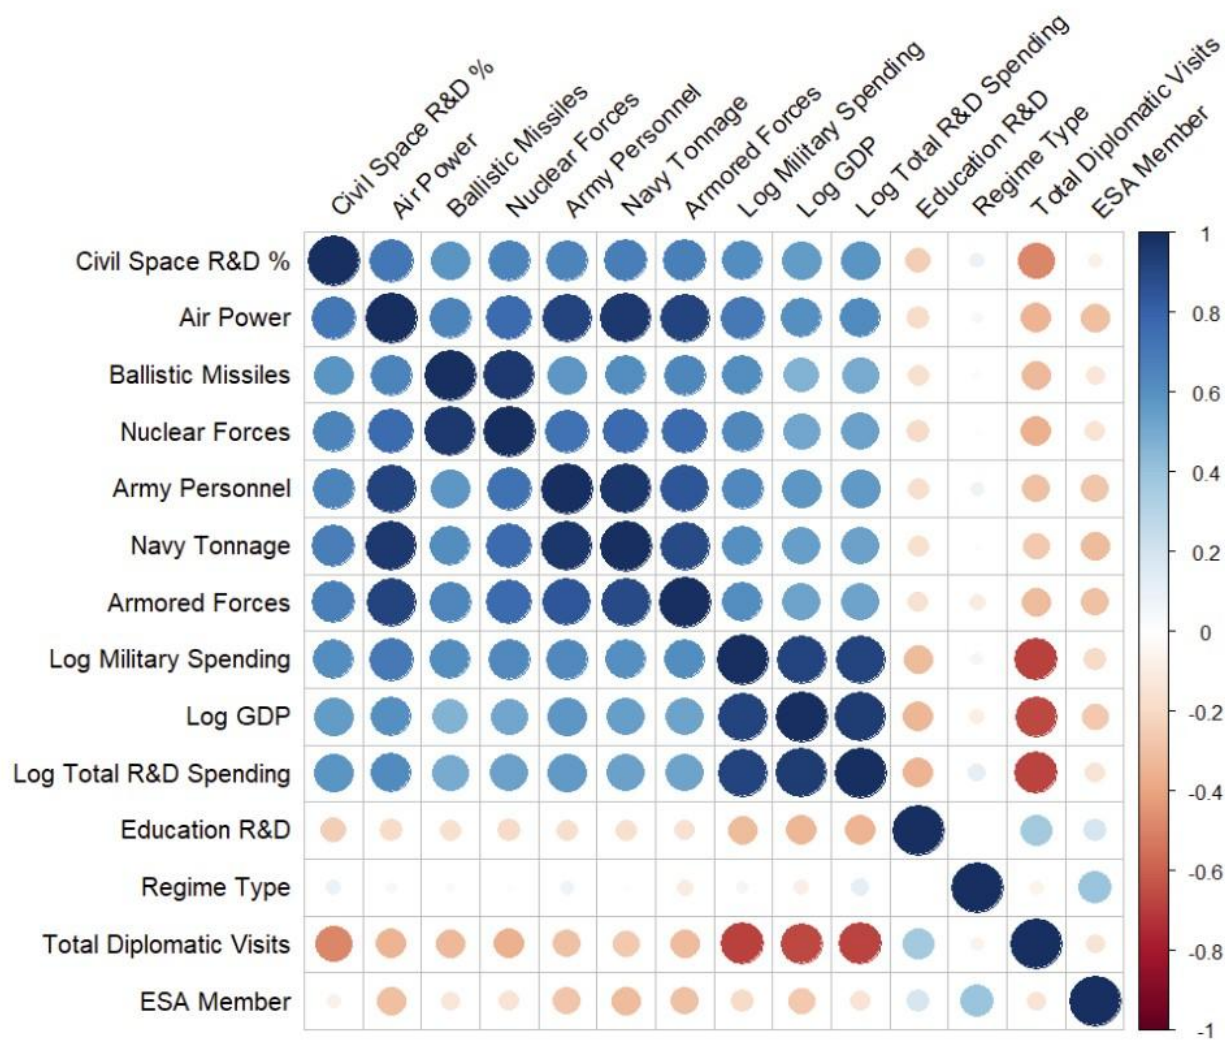 Civil Space R&D %
Air Power
Ballistic Missiles
Nuclear Forces
Army Personnel
Navy Tonnage
Armored Forces
Log Military Spending
Log GDP
Log Total R&D Spending
Education R&D
Regime Type
Total Diplomatic Visits
ESA Member
Civil Space R&D %
Air Power
Ballistic Missiles
Nuclear Forces
Army Personnel
Navy Tonnage
Armored Forces
Log Military Spending
Log GDP
Log Total R&D Spending
Education R&D
Regime Type
Total Diplomatic Visits
ESA Member
1
0.8
0.6
0.4
0.2
0
-0.2
-0.4
-0.6
-0.8
-1